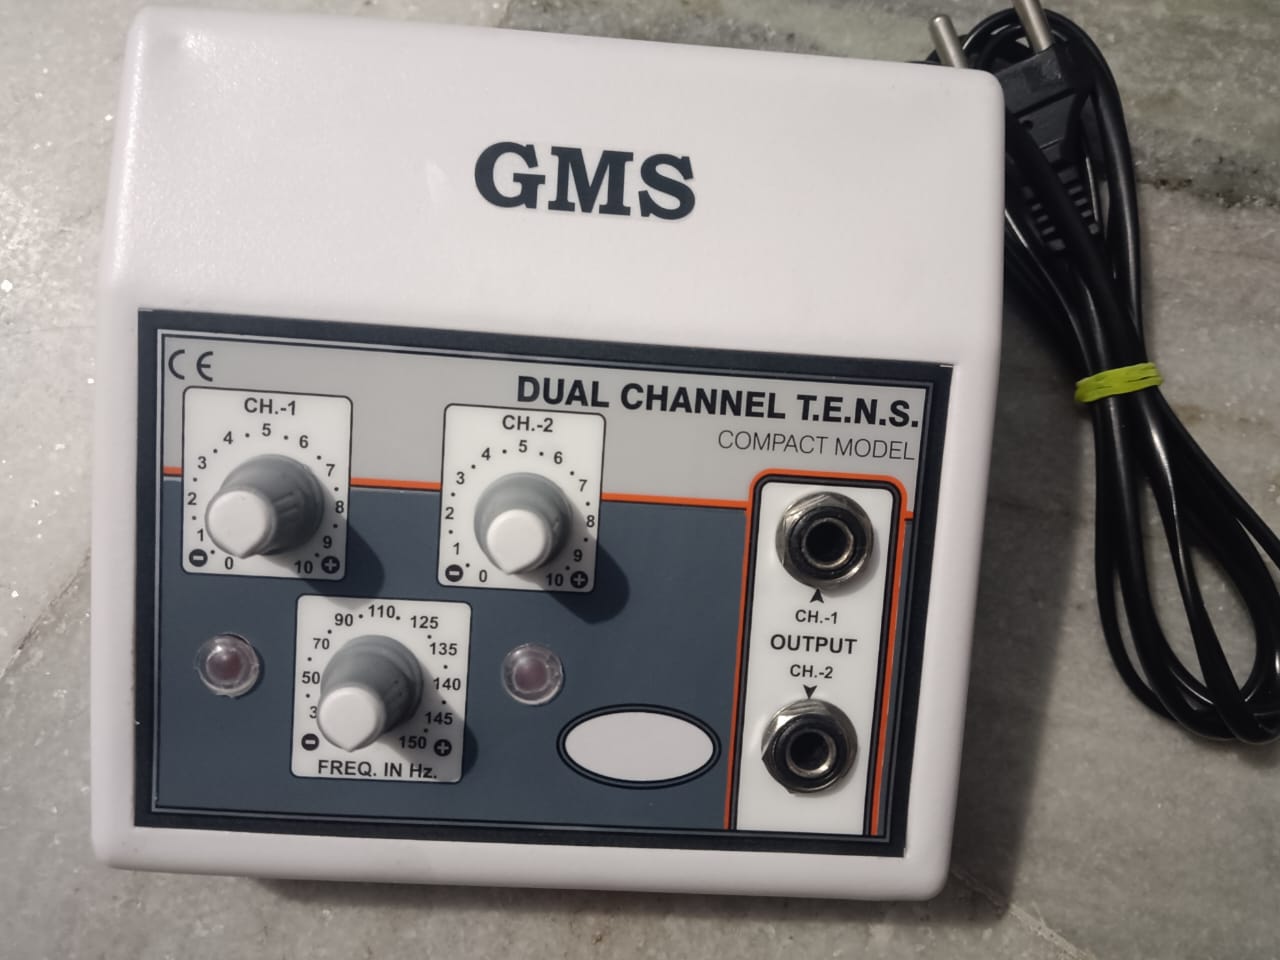 GMS
CE
DUAL CHANNEL T.E.N.S.
COMPACT MODEL
CH.-1
0 1 2 3 4 5 6 7 8 9 10
- +
CH.-2
0 1 2 3 4 5 6 7 8 9 10
- +
50 70 90 110 125 135 140 145 150
- +
FREQ. IN Hz.
CH.-1
OUTPUT
CH.-2